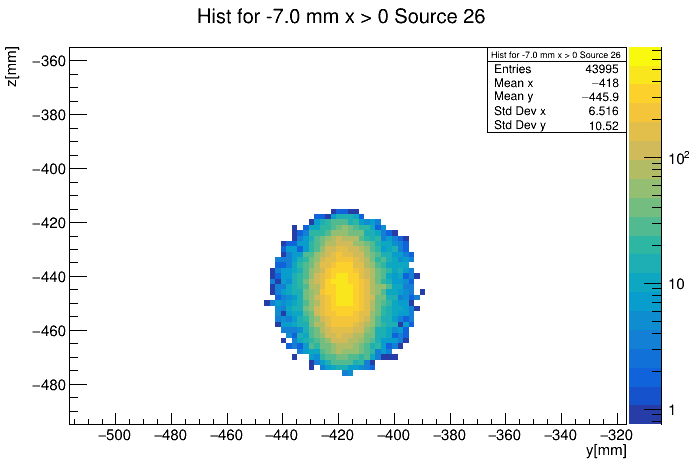 Hist for -7.0 mm x > 0 Source 26
z[mm]
Hist for -7.0 mm x > 0 Source 26
Entries 43995
Mean x −418
Mean y −445.9
Std Dev x 6.516
Std Dev y 10.52
−360
−380
−400
−420
−440
−460
−480
10²
10
1
−500 −480 −460 −440 −420 −400 −380 −360 −340 −320
y[mm]